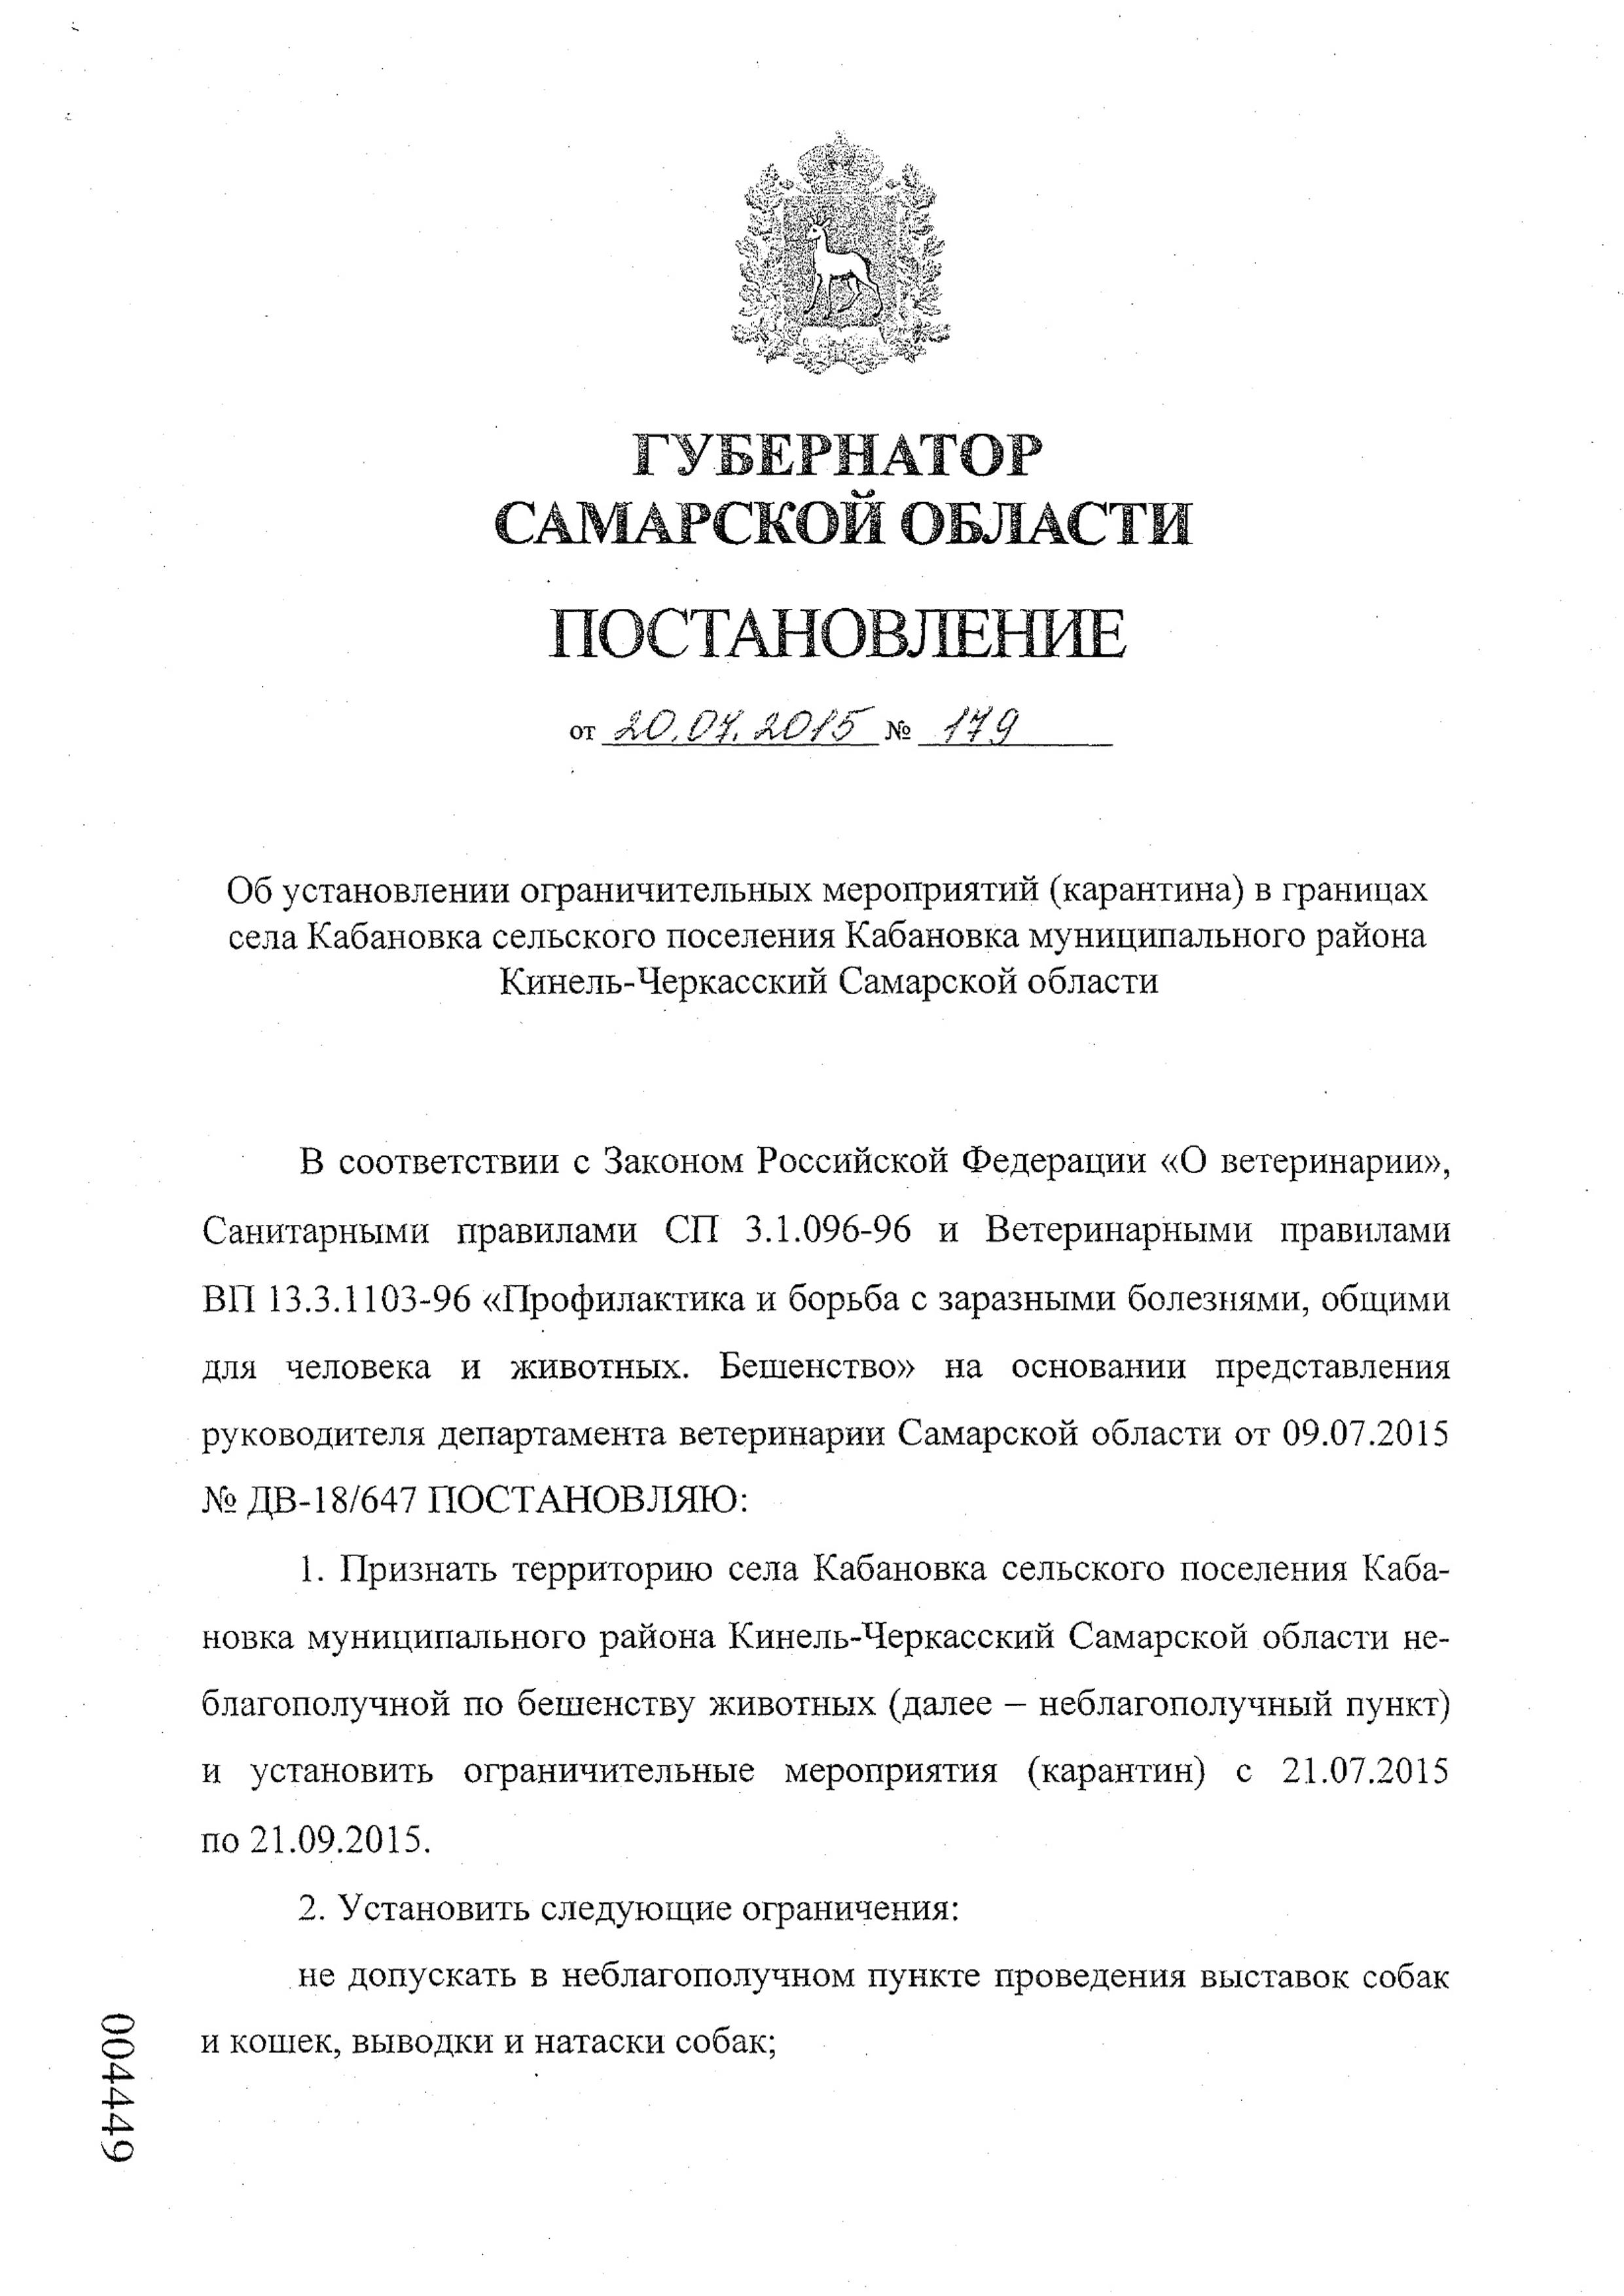 ГУБЕРНАТОР
САМАРСКОЙ ОБЛАСТИ
ПОСТАНОВЛЕНИЕ
от 20.07.2015 № 179
Об установлении ограничительных мероприятий (карантина) в границах
села Кабановка сельского поселения Кабановка муниципального района
Кинель-Черкасский Самарской области
В соответствии с Законом Российской Федерации «О ветеринарии»,
Санитарными правилами СП 3.1.096-96 и Ветеринарными правилами
ВП 13.3.1103-96 «Профилактика и борьба с заразными болезнями, общими
для человека и животных. Бешенство» на основании представления
руководителя департамента ветеринарии Самарской области от 09.07.2015
№ ДВ-18/647 ПОСТАНОВЛЯЮ:
1. Признать территорию села Кабановка сельского поселения Каба-
новка муниципального района Кинель-Черкасский Самарской области не-
благополучной по бешенству животных (далее – неблагополучный пункт)
и установить ограничительные мероприятия (карантин) с 21.07.2015
по 21.09.2015.
2. Установить следующие ограничения:
не допускать в неблагополучном пункте проведения выставок собак
и кошек, выводки и натаски собак;
004449